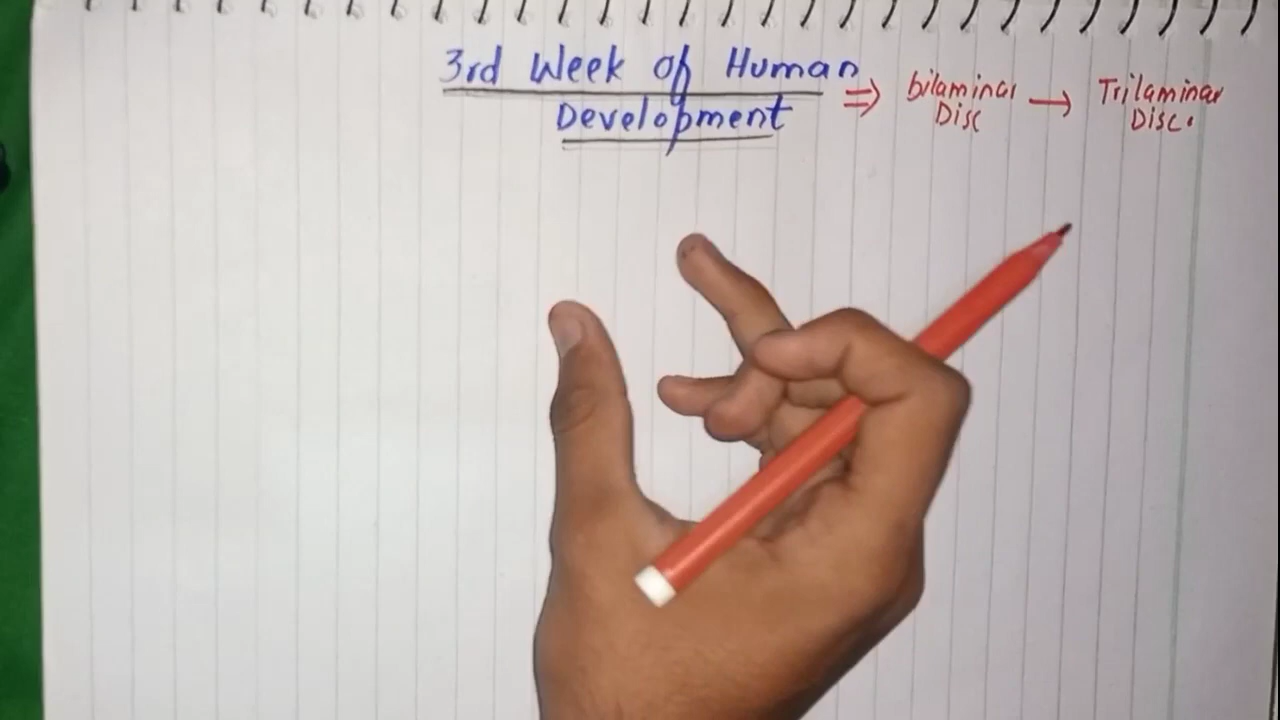 3rd Week of Human
Development
⇒ bilaminar → Trilaminar
Disc Disc.